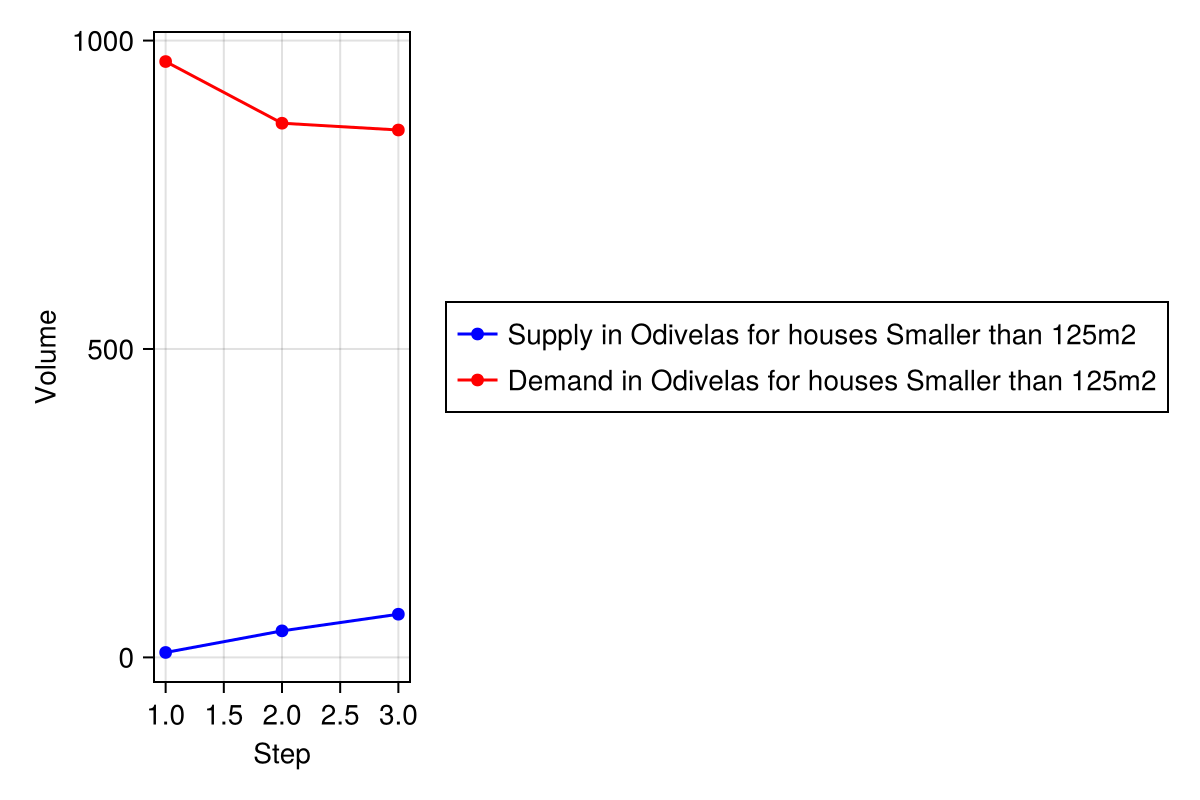 1000
500
0
Volume
1.0 1.5 2.0 2.5 3.0
Step
Supply in Odivelas for houses Smaller than 125m2
Demand in Odivelas for houses Smaller than 125m2